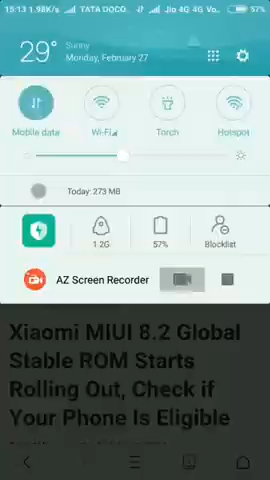 15:13 1.98K/s TATA DOCO... Jio 4G 4G Vo... 57%
29°
Sunny
Monday, February 27
Mobile data
Wi-Fi
Torch
Hotspot
Today: 273 MB
1.2G
57%
Blocklist
AZ Screen Recorder
Xiaomi MIUI 8.2 Global
Stable ROM Starts
Rolling Out, Check if
Your Phone Is Eligible